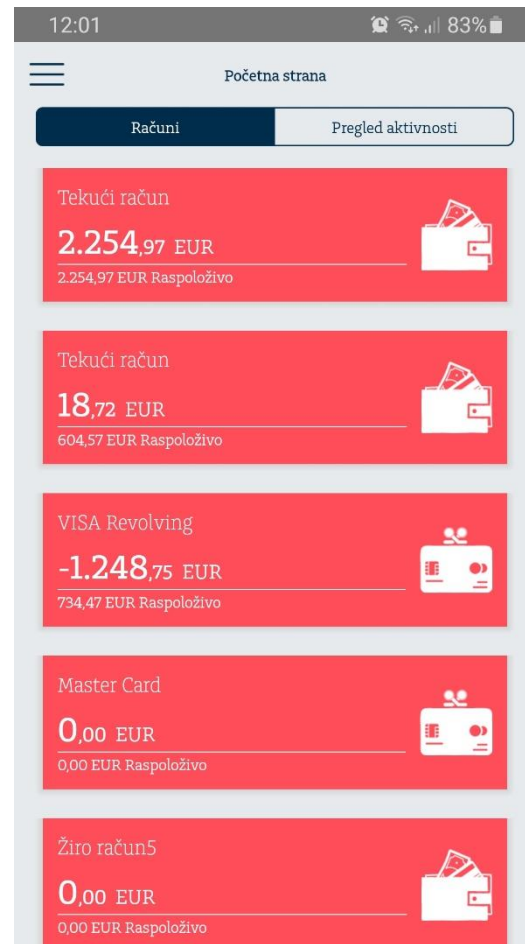 12:01 83%
Početna strana
Računi Pregled aktivnosti
Tekući račun
2.254,97 EUR
2.254,97 EUR Raspoloživo
Tekući račun
18,72 EUR
604,57 EUR Raspoloživo
VISA Revolving
-1.248,75 EUR
734,47 EUR Raspoloživo
Master Card
0,00 EUR
0,00 EUR Raspoloživo
Žiro račun5
0,00 EUR
0,00 EUR Raspoloživo